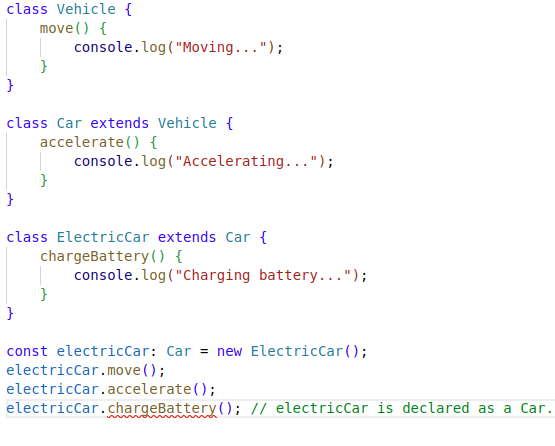 class Vehicle {
    move() {
        console.log("Moving...");
    }
}

class Car extends Vehicle {
    accelerate() {
        console.log("Accelerating...");
    }
}

class ElectricCar extends Car {
    chargeBattery() {
        console.log("Charging battery...");
    }
}

const electricCar: Car = new ElectricCar();
electricCar.move();
electricCar.accelerate();
electricCar.chargeBattery(); // electricCar is declared as a Car.